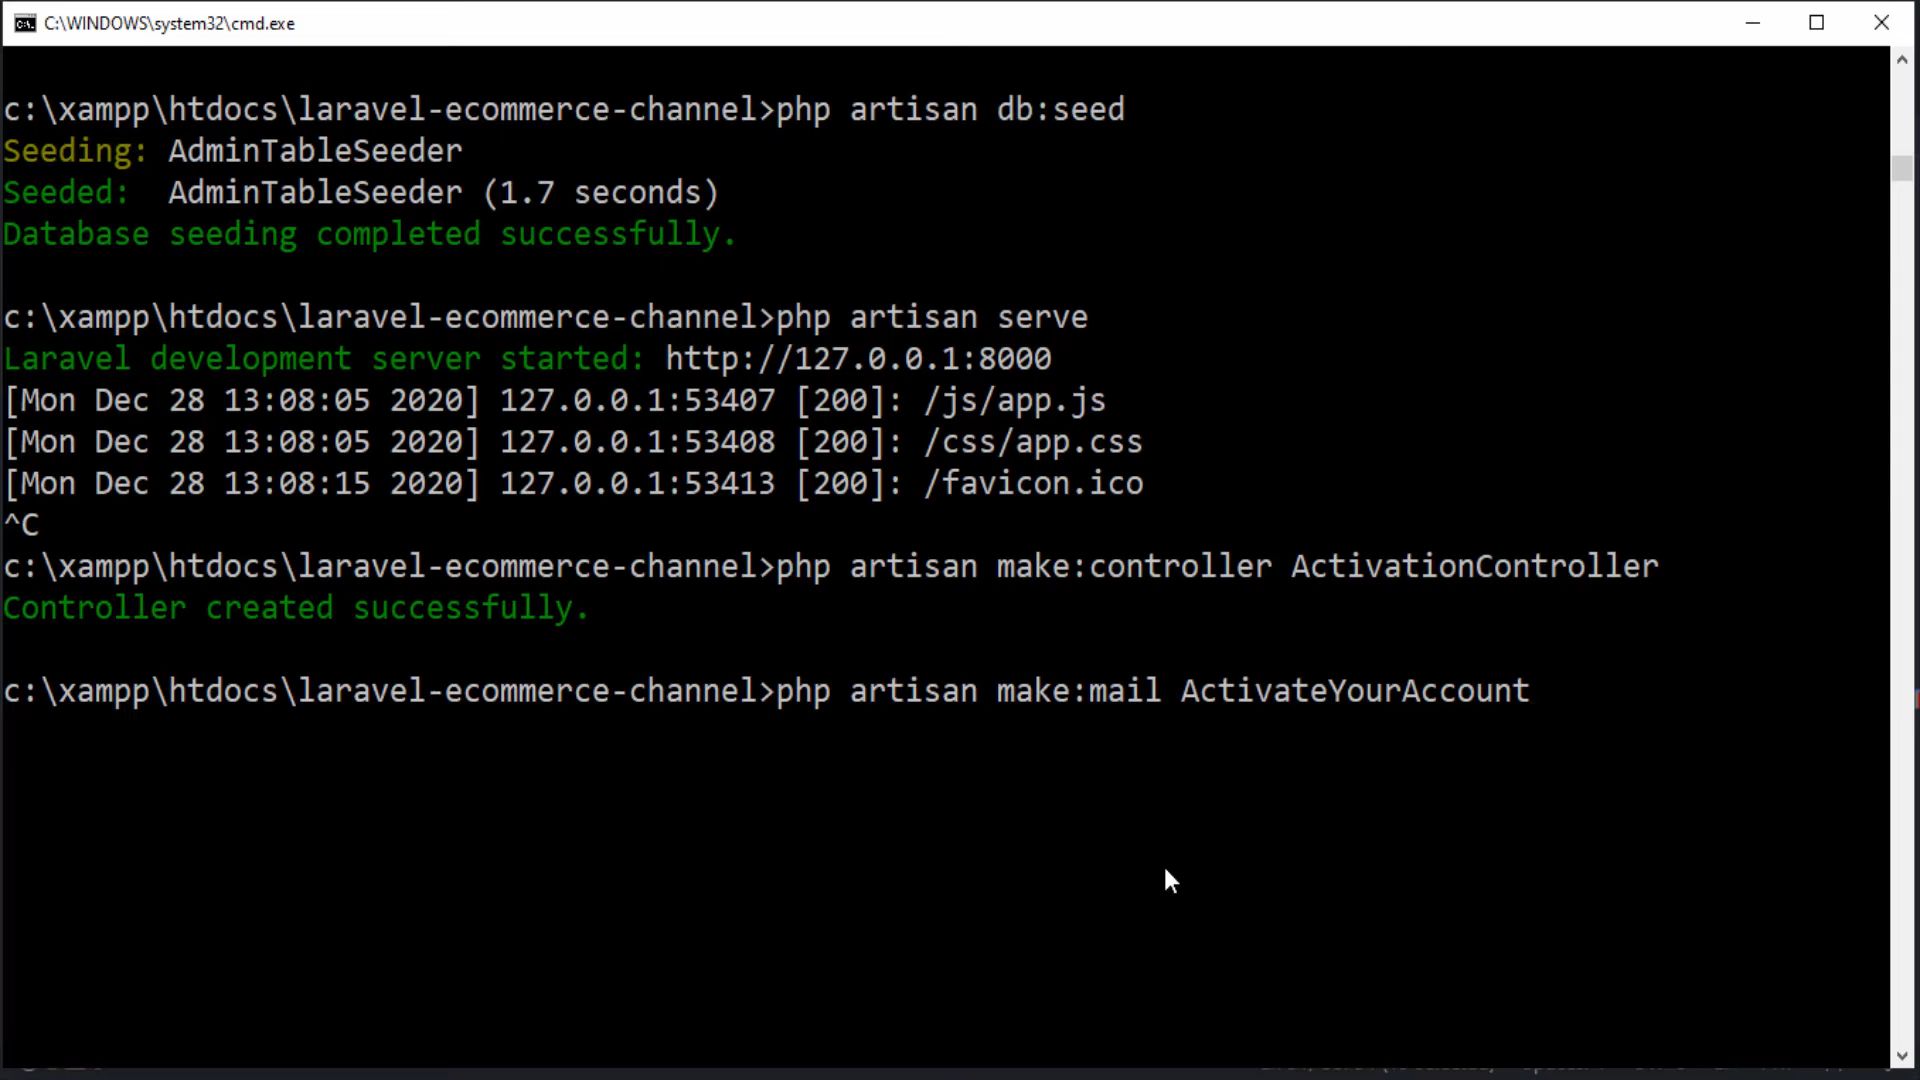 C:\WINDOWS\system32\cmd.exe
c:\xampp\htdocs\laravel-ecommerce-channel>php artisan db:seed
Seeding: AdminTableSeeder
Seeded:  AdminTableSeeder (1.7 seconds)
Database seeding completed successfully.
c:\xampp\htdocs\laravel-ecommerce-channel>php artisan serve
Laravel development server started: http://127.0.0.1:8000
[Mon Dec 28 13:08:05 2020] 127.0.0.1:53407 [200]: /js/app.js
[Mon Dec 28 13:08:05 2020] 127.0.0.1:53408 [200]: /css/app.css
[Mon Dec 28 13:08:15 2020] 127.0.0.1:53413 [200]: /favicon.ico
^C
c:\xampp\htdocs\laravel-ecommerce-channel>php artisan make:controller ActivationController
Controller created successfully.
c:\xampp\htdocs\laravel-ecommerce-channel>php artisan make:mail ActivateYourAccount